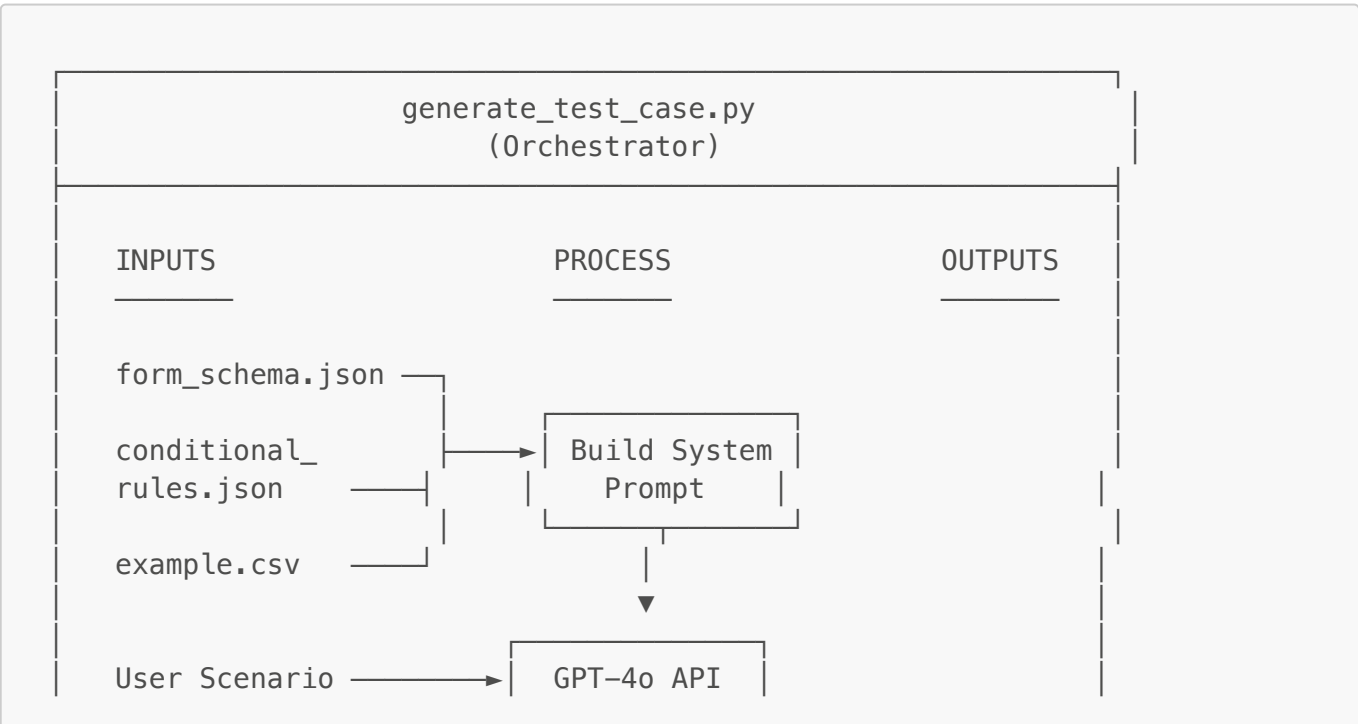 generate_test_case.py
(Orchestrator)
INPUTS PROCESS OUTPUTS
form_schema.json
conditional_ Build System
rules.json Prompt
example.csv
User Scenario GPT-4o API